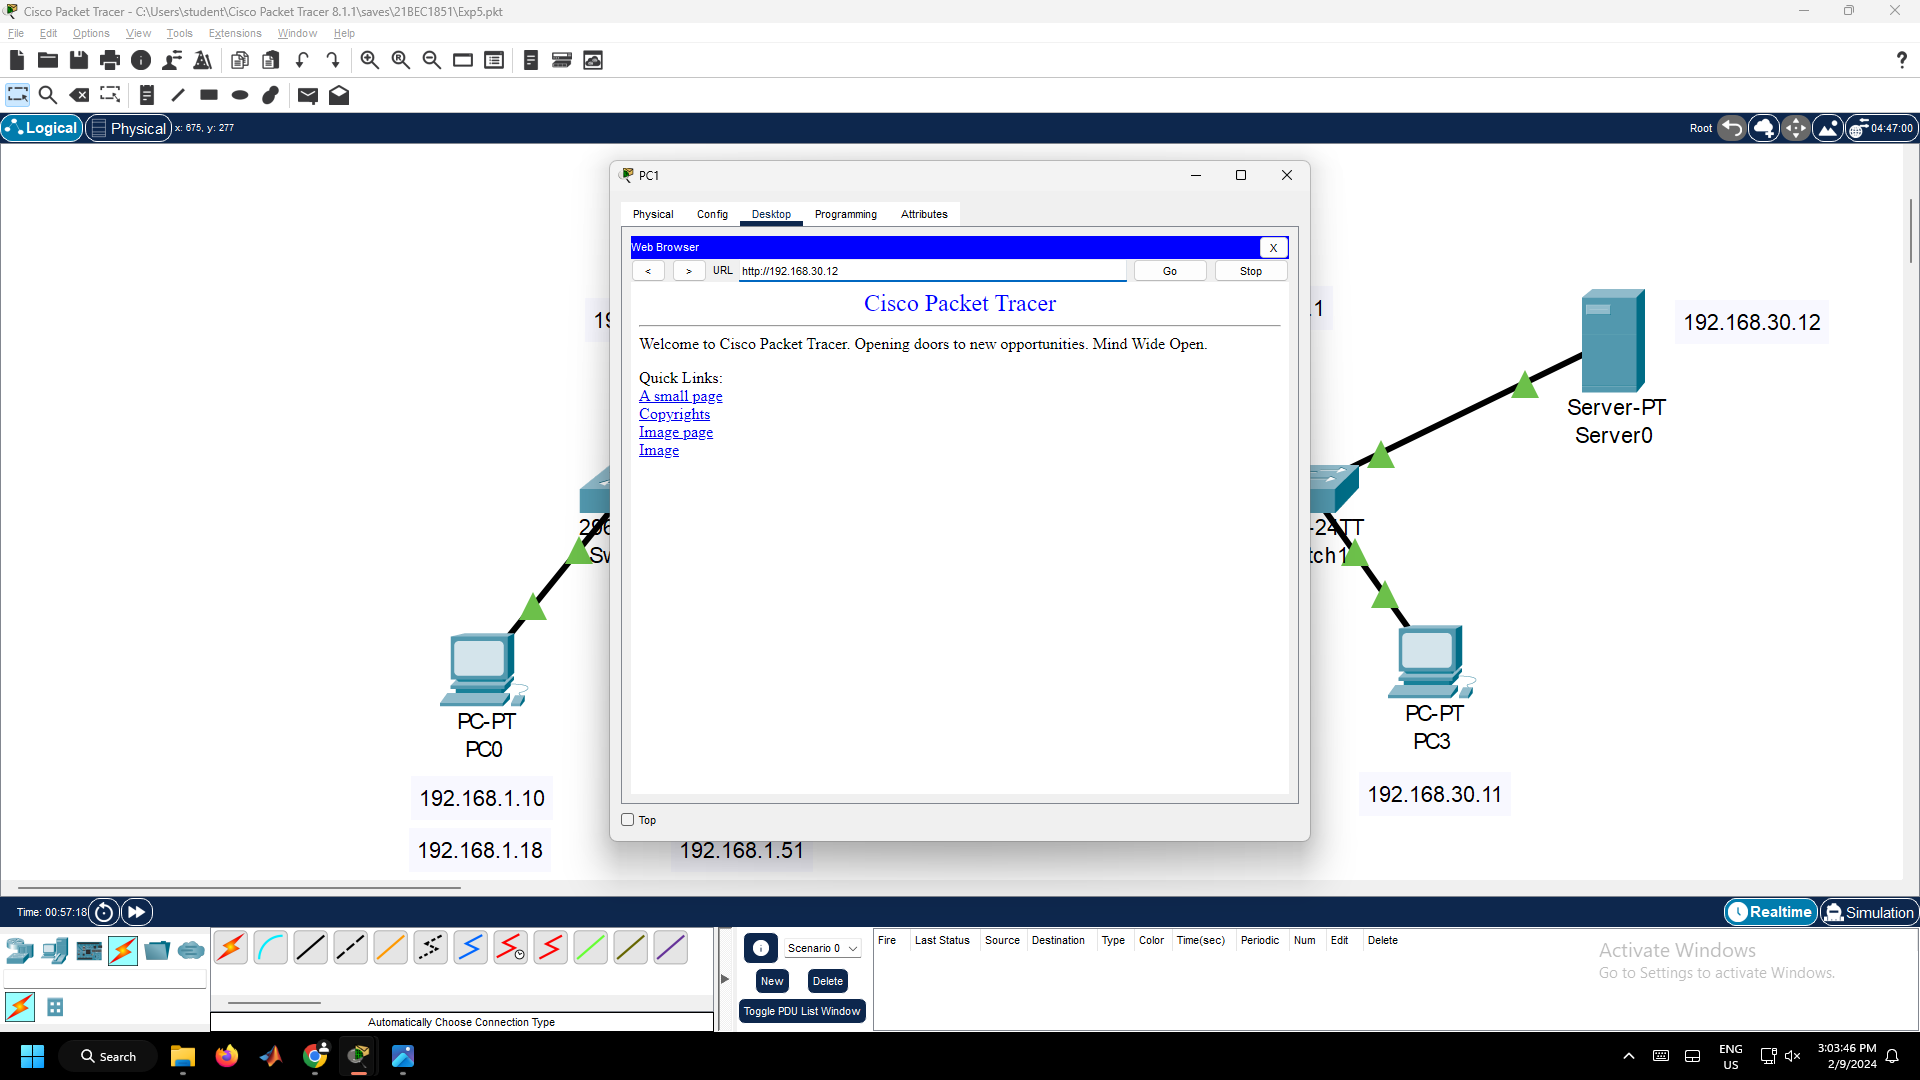 Cisco Packet Tracer - C:\Users\student\Cisco Packet Tracer 8.1.1\saves\21BEC1851\Exp5.pkt
File Edit Options View Tools Extensions Window Help
Logical Physical x: 675, y: 277 Root 04:47:00
PC1
Physical Config Desktop Programming Attributes
Web Browser X
< > URL http://192.168.30.12 Go Stop
Cisco Packet Tracer
Welcome to Cisco Packet Tracer. Opening doors to new opportunities. Mind Wide Open.
Quick Links:
A small page
Copyrights
Image page
Image
Top
19
.1
192.168.30.12
Server-PT
Server0
296
Sw
-24TT
tch1
PC-PT
PC0
PC-PT
PC3
192.168.1.10
192.168.30.11
192.168.1.18
192.168.1.51
Time: 00:57:18 Realtime Simulation
Scenario 0
New Delete
Toggle PDU List Window
Fire Last Status Source Destination Type Color Time(sec) Periodic Num Edit Delete
Activate Windows
Go to Settings to activate Windows.
Automatically Choose Connection Type
Search
ENG
US
3:03:46 PM
2/9/2024